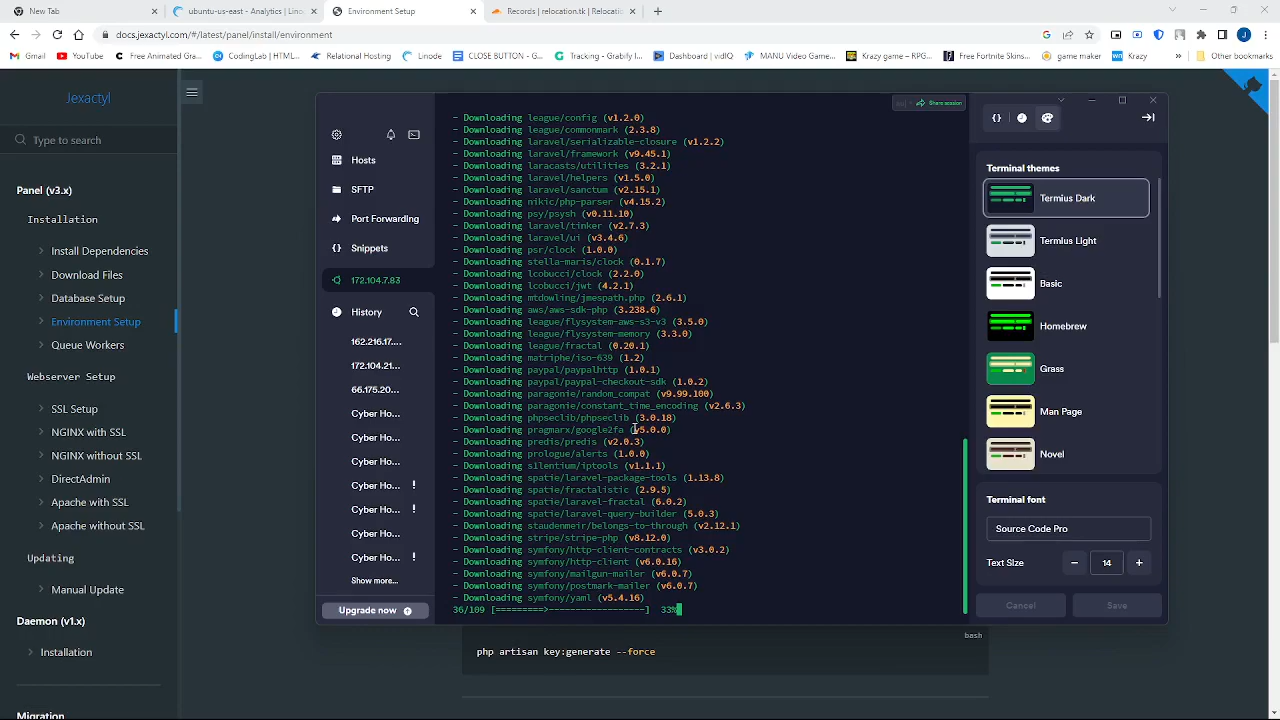 New Tab
ubuntu-us-east - Analytics | Lino
Environment Setup
Records | relocation.tk | Relocati
docs.jexactyl.com/#/latest/panel/install/environment
Gmail
YouTube
Free Animated Gra...
CodingLab | HTML...
Relational Hosting
Linode
CLOSE BUTTON - G...
Tracking - Grabify I...
Dashboard | vidIQ
MANU Video Game...
Krazy game - RPG...
Free Fortnite Skins...
game maker
Krazy
»
Other bookmarks
Jexactyl
Type to search
Panel (v3.x)
Installation
Install Dependencies
Download Files
Database Setup
Environment Setup
Queue Workers
Webserver Setup
SSL Setup
NGINX with SSL
NGINX without SSL
DirectAdmin
Apache with SSL
Apache without SSL
Updating
Manual Update
Daemon (v1.x)
Installation
Migration
Hosts
SFTP
Port Forwarding
{} Snippets
172.104.7.83
History
162.216.17...
172.104.21...
66.175.20...
Cyber Ho...
Cyber Ho...
Cyber Ho...
Cyber Ho... !
Cyber Ho... !
Cyber Ho...
Cyber Ho... !
Show more...
Upgrade now
Share session
- Downloading league/config (v1.2.0)
- Downloading league/commonmark (2.3.8)
- Downloading laravel/serializable-closure (v1.2.2)
- Downloading laravel/framework (v9.45.1)
- Downloading laracasts/utilities (3.2.1)
- Downloading laravel/helpers (v1.5.0)
- Downloading laravel/sanctum (v2.15.1)
- Downloading nikic/php-parser (v4.15.2)
- Downloading psy/psysh (v0.11.10)
- Downloading laravel/tinker (v2.7.3)
- Downloading laravel/ui (v3.4.6)
- Downloading psr/clock (1.0.0)
- Downloading stella-maris/clock (0.1.7)
- Downloading lcobucci/clock (2.2.0)
- Downloading lcobucci/jwt (4.2.1)
- Downloading mtdowling/jmespath.php (2.6.1)
- Downloading aws/aws-sdk-php (3.238.6)
- Downloading league/flysystem-aws-s3-v3 (3.5.0)
- Downloading league/flysystem-memory (3.3.0)
- Downloading league/fractal (0.20.1)
- Downloading matriphe/iso-639 (1.2)
- Downloading paypal/paypalhttp (1.0.1)
- Downloading paypal/paypal-checkout-sdk (1.0.2)
- Downloading paragonie/random_compat (v9.99.100)
- Downloading paragonie/constant_time_encoding (v2.6.3)
- Downloading phpseclib/phpseclib (3.0.18)
- Downloading pragmarx/google2fa (v5.0.0)
- Downloading predis/predis (v2.0.3)
- Downloading prologue/alerts (1.0.0)
- Downloading s1lentium/iptools (v1.1.1)
- Downloading spatie/laravel-package-tools (1.13.8)
- Downloading spatie/fractalistic (2.9.5)
- Downloading spatie/laravel-fractal (6.0.2)
- Downloading spatie/laravel-query-builder (5.0.3)
- Downloading staudenmeir/belongs-to-through (v2.12.1)
- Downloading stripe/stripe-php (v8.12.0)
- Downloading symfony/http-client-contracts (v3.0.2)
- Downloading symfony/http-client (v6.0.16)
- Downloading symfony/mailgun-mailer (v6.0.7)
- Downloading symfony/postmark-mailer (v6.0.7)
- Downloading symfony/yaml (v5.4.16)
36/109 [=========>------------------] 33%
Terminal themes
Termius Dark
Termius Light
Basic
Homebrew
Grass
Man Page
Novel
Terminal font
Source Code Pro
Text Size
− 14 +
Cancel
Save
bash
php artisan key:generate --force